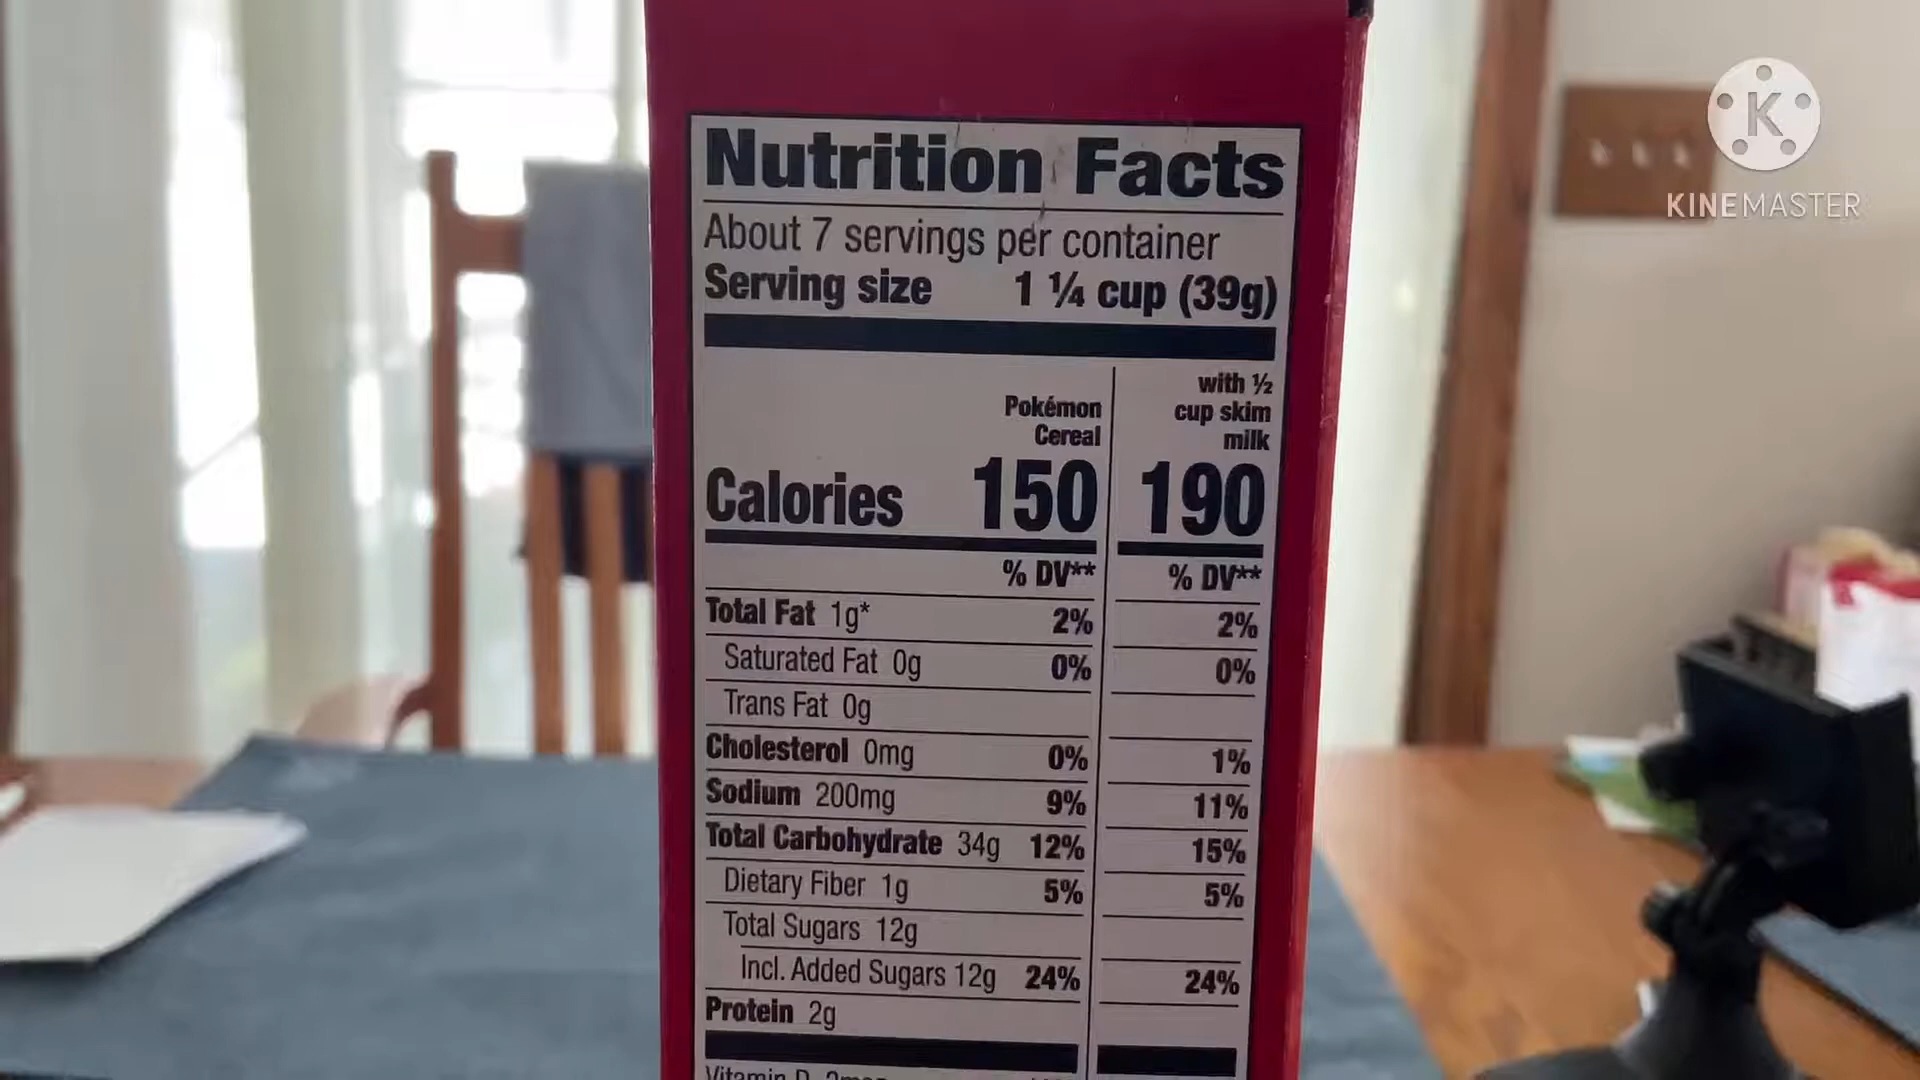 Nutrition Facts
About 7 servings per container
Serving size 1 ¼ cup (39g)
Pokémon
Cereal
with ½
cup skim
milk
Calories 150 190
% DV** % DV**
Total Fat 1g* 2% 2%
Saturated Fat 0g 0% 0%
Trans Fat 0g
Cholesterol 0mg 0% 1%
Sodium 200mg 9% 11%
Total Carbohydrate 34g 12% 15%
Dietary Fiber 1g 5% 5%
Total Sugars 12g
Incl. Added Sugars 12g 24% 24%
Protein 2g
Vitamin D
K
KINEMASTER